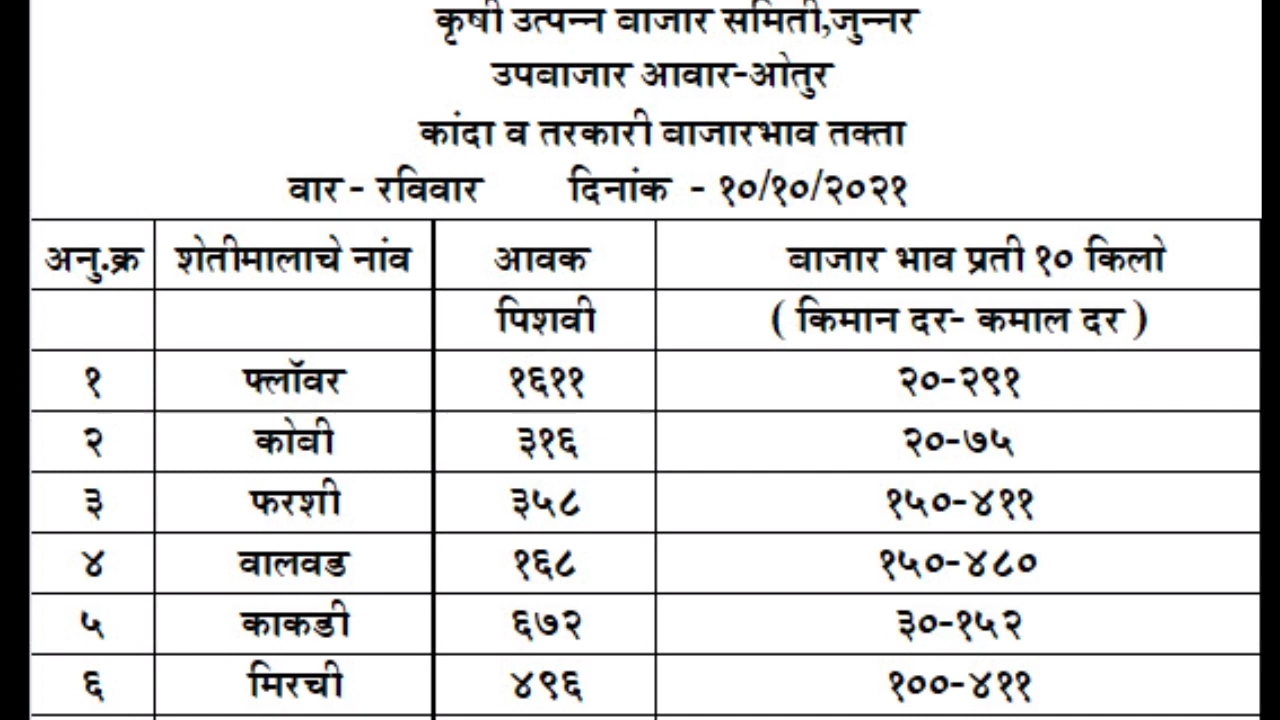 कृषी उत्पन्न बाजार समिती,जुन्नर
उपबाजार आवार-ओतुर
कांदा व तरकारी बाजारभाव तक्ता
वार - रविवार दिनांक - १०/१०/२०२१
अनु.क्र शेतीमालाचे नांव आवक बाजार भाव प्रती १० किलो
पिशवी ( किमान दर- कमाल दर )
१ फ्लॉवर १६११ २०-२९१
२ कोबी ३१६ २०-७५
३ फरशी ३५८ १५०-४११
४ वालवड १६८ १५०-४८०
५ काकडी ६७२ ३०-१५२
६ मिरची ४९६ १००-४११